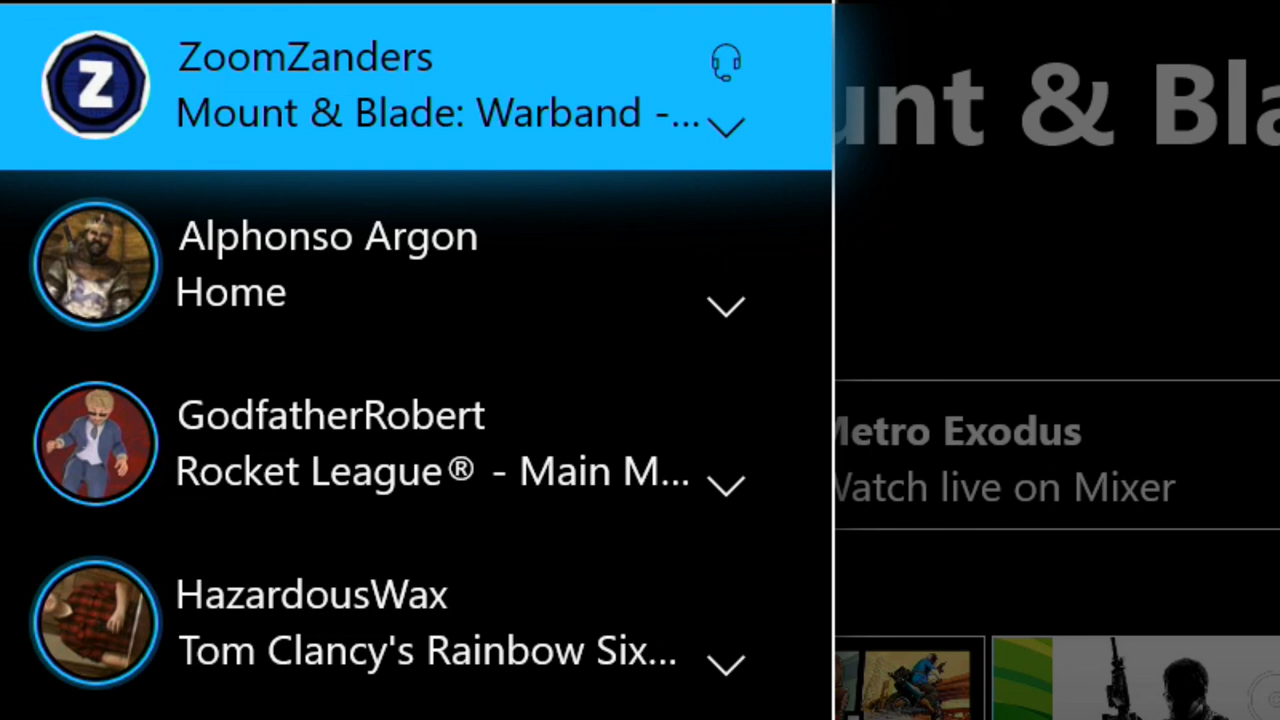 Z
ZoomZanders
Mount & Blade: Warband -...
Alphonso Argon
Home
GodfatherRobert
Rocket League® - Main M...
HazardousWax
Tom Clancy's Rainbow Six...
unt & Bla
Metro Exodus
Watch live on Mixer